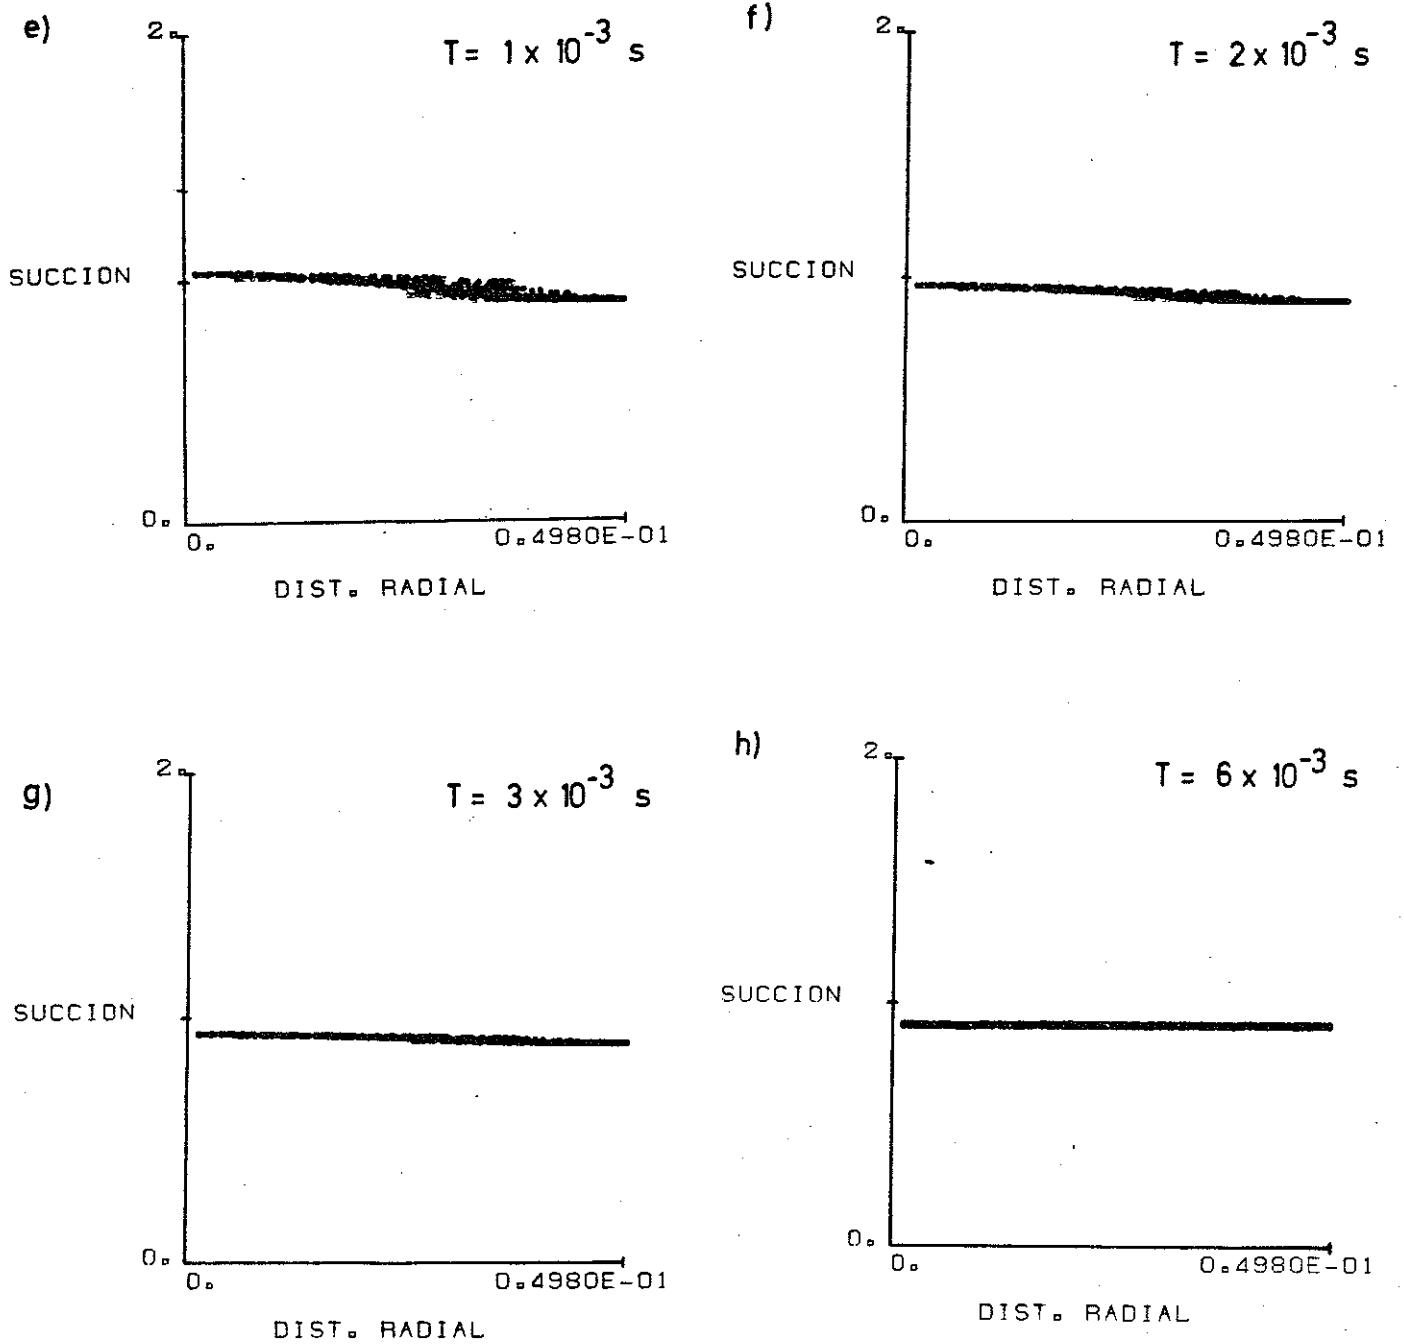 e)
2.
T = 1 x 10⁻³ s
SUCCION
0.
0.
0.4980E-01
DIST. RADIAL
f)
2.
T = 2 x 10⁻³ s
SUCCION
0.
0.
0.4980E-01
DIST. RADIAL
g)
2.
T = 3 x 10⁻³ s
SUCCION
0.
0.
0.4980E-01
DIST. RADIAL
h)
2.
T = 6 x 10⁻³ s
SUCCION
0.
0.
0.4980E-01
DIST. RADIAL